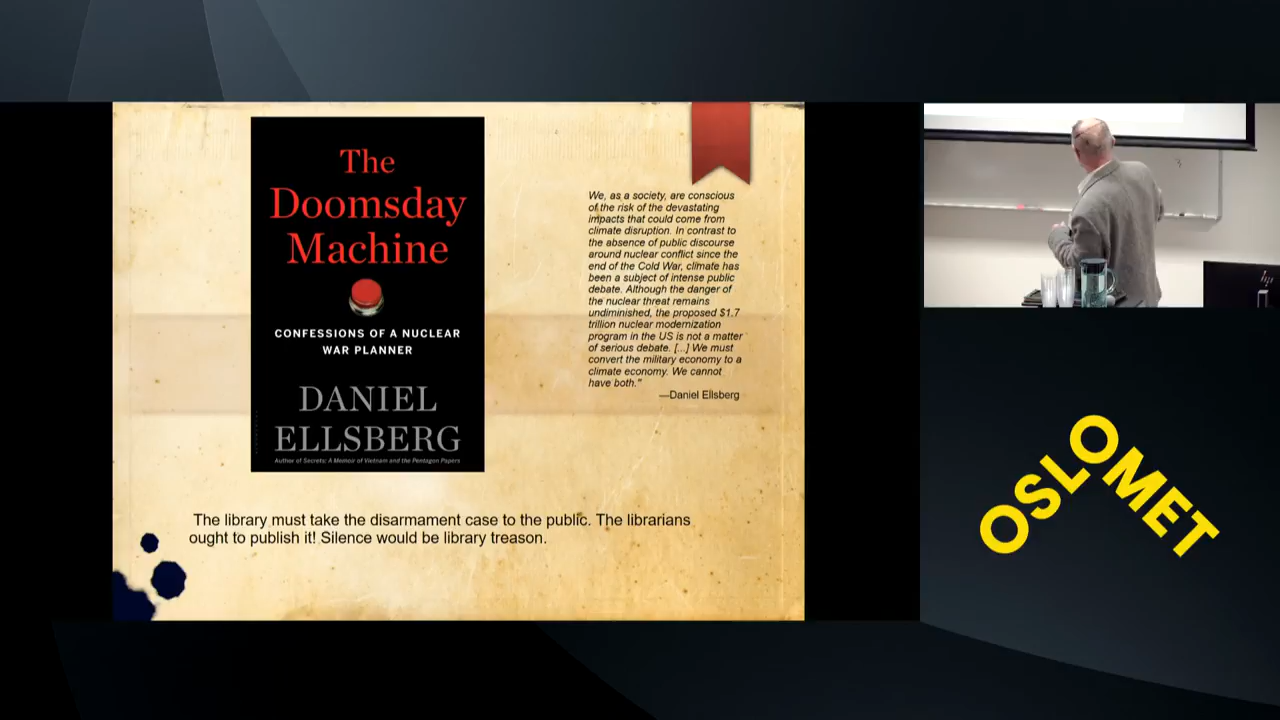 The
Doomsday
Machine
CONFESSIONS OF A NUCLEAR
WAR PLANNER
DANIEL
ELLSBERG
Author of Secrets: A Memoir of Vietnam and the Pentagon Papers
We, as a society, are conscious
of the risk of the devastating
impacts that could come from
climate disruption. In contrast to
the absence of public discourse
around nuclear conflict since the
end of the Cold War, climate has
been a subject of intense public
debate. Although the danger of
the nuclear threat remains
undiminished, the proposed $1.7
trillion nuclear modernization
program in the US is not a matter
of serious debate. [...] We must
convert the military economy to a
climate economy. We cannot
have both."
—Daniel Ellsberg
The library must take the disarmament case to the public. The librarians
ought to publish it! Silence would be library treason.
OSLOMET